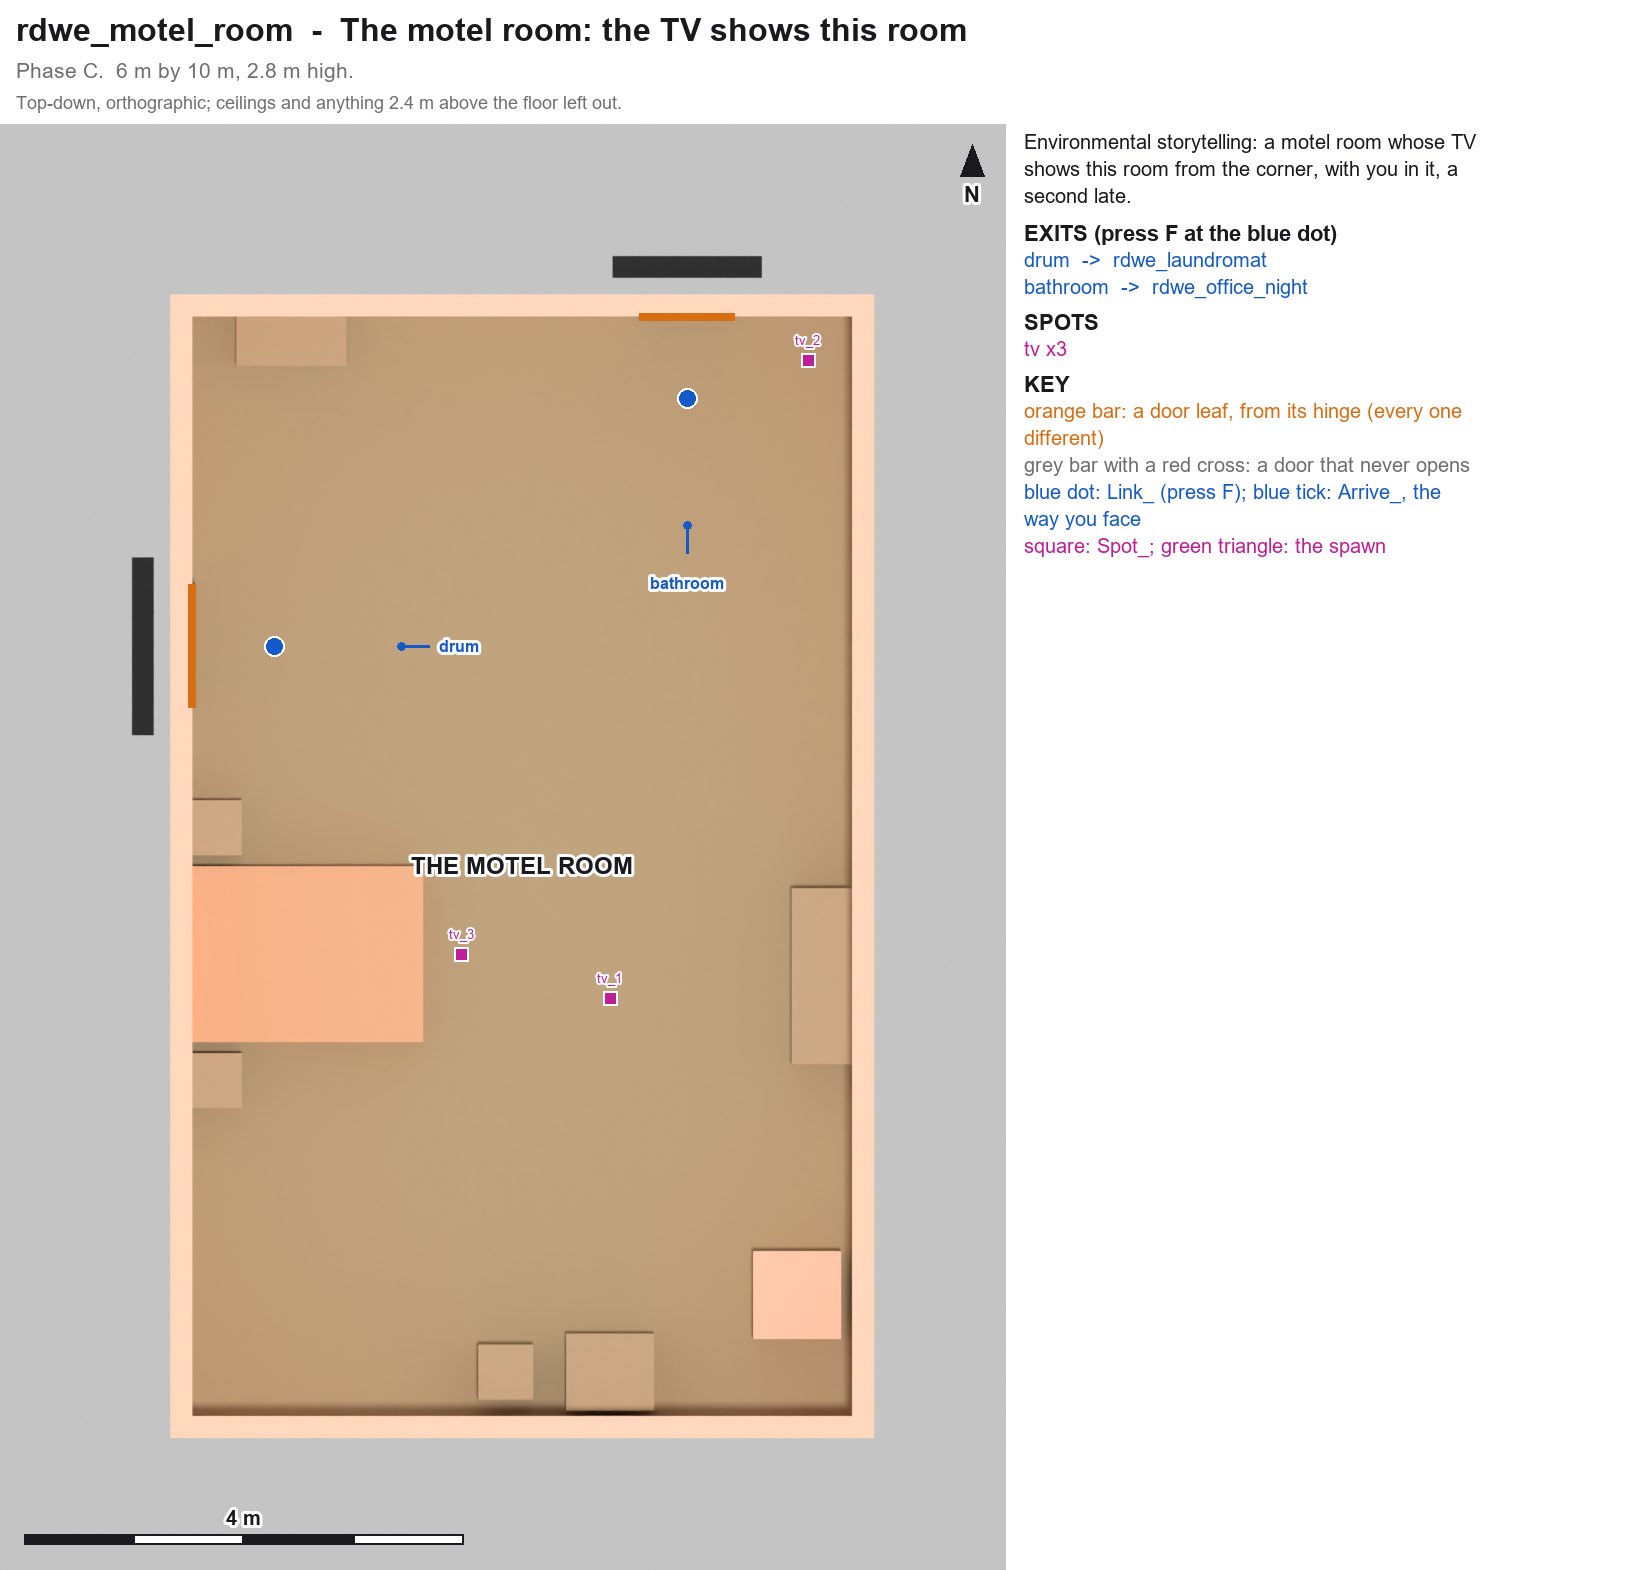 rdwe_motel_room - The motel room: the TV shows this room
Phase C. 6 m by 10 m, 2.8 m high.
Top-down, orthographic; ceilings and anything 2.4 m above the floor left out.
N
tv_2
bathroom
drum
THE MOTEL ROOM
tv_3
tv_1
4 m
Environmental storytelling: a motel room whose TV
shows this room from the corner, with you in it, a
second late.
EXITS (press F at the blue dot)
drum -> rdwe_laundromat
bathroom -> rdwe_office_night
SPOTS
tv x3
KEY
orange bar: a door leaf, from its hinge (every one
different)
grey bar with a red cross: a door that never opens
blue dot: Link_ (press F); blue tick: Arrive_, the
way you face
square: Spot_; green triangle: the spawn